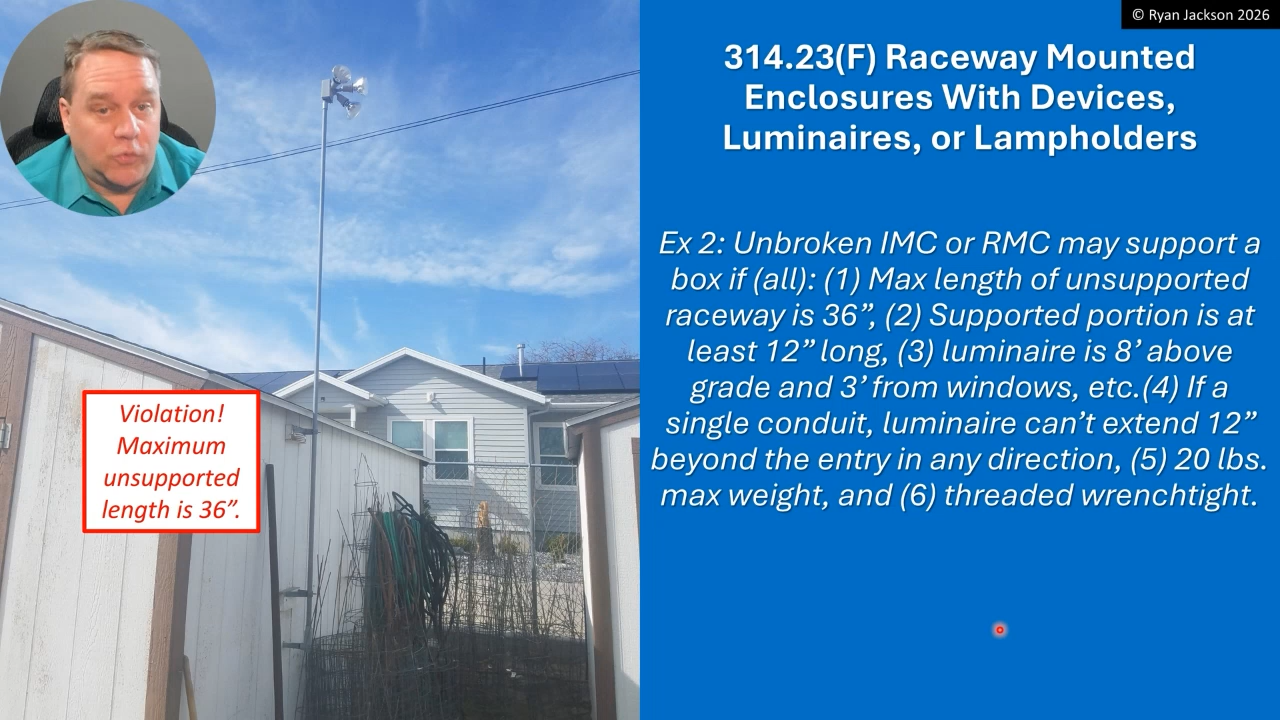 © Ryan Jackson 2026
314.23(F) Raceway Mounted
Enclosures With Devices,
Luminaires, or Lampholders
Ex 2: Unbroken IMC or RMC may support a
box if (all): (1) Max length of unsupported
raceway is 36”, (2) Supported portion is at
least 12” long, (3) luminaire is 8’ above
grade and 3’ from windows, etc.(4) If a
single conduit, luminaire can’t extend 12”
beyond the entry in any direction, (5) 20 lbs.
max weight, and (6) threaded wrenchtight.
Violation!
Maximum
unsupported
length is 36”.